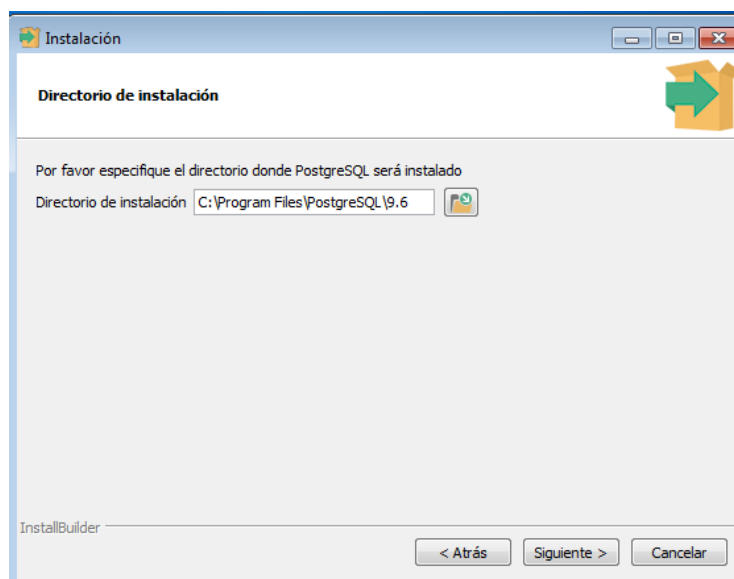 Instalación
Directorio de instalación
Por favor especifique el directorio donde PostgreSQL será instalado
Directorio de instalación C:\Program Files\PostgreSQL\9.6
InstallBuilder
< Atrás Siguiente > Cancelar